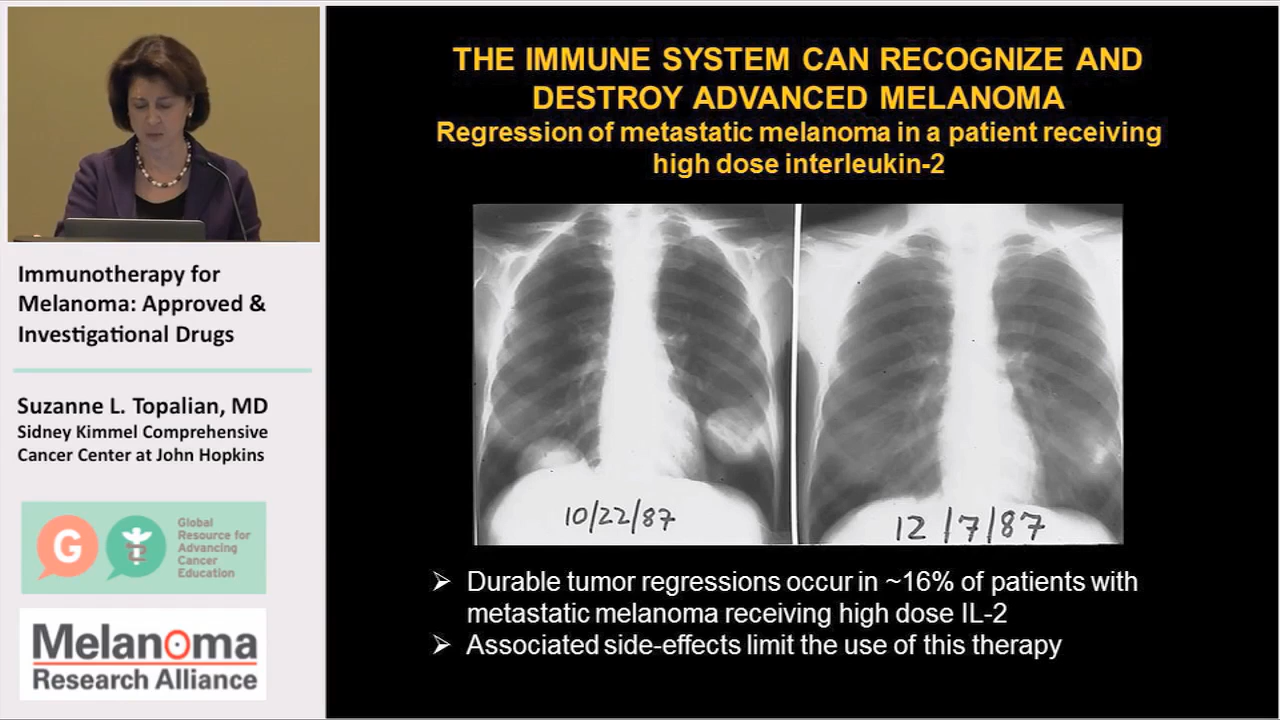 THE IMMUNE SYSTEM CAN RECOGNIZE AND
DESTROY ADVANCED MELANOMA
Regression of metastatic melanoma in a patient receiving
high dose interleukin-2
10/22/87
12/7/87
➢ Durable tumor regressions occur in ~16% of patients with
metastatic melanoma receiving high dose IL-2
➢ Associated side-effects limit the use of this therapy
Immunotherapy for
Melanoma: Approved &
Investigational Drugs
Suzanne L. Topalian, MD
Sidney Kimmel Comprehensive
Cancer Center at John Hopkins
G
Global
Resource for
Advancing
Cancer
Education
Melanoma
Research Alliance